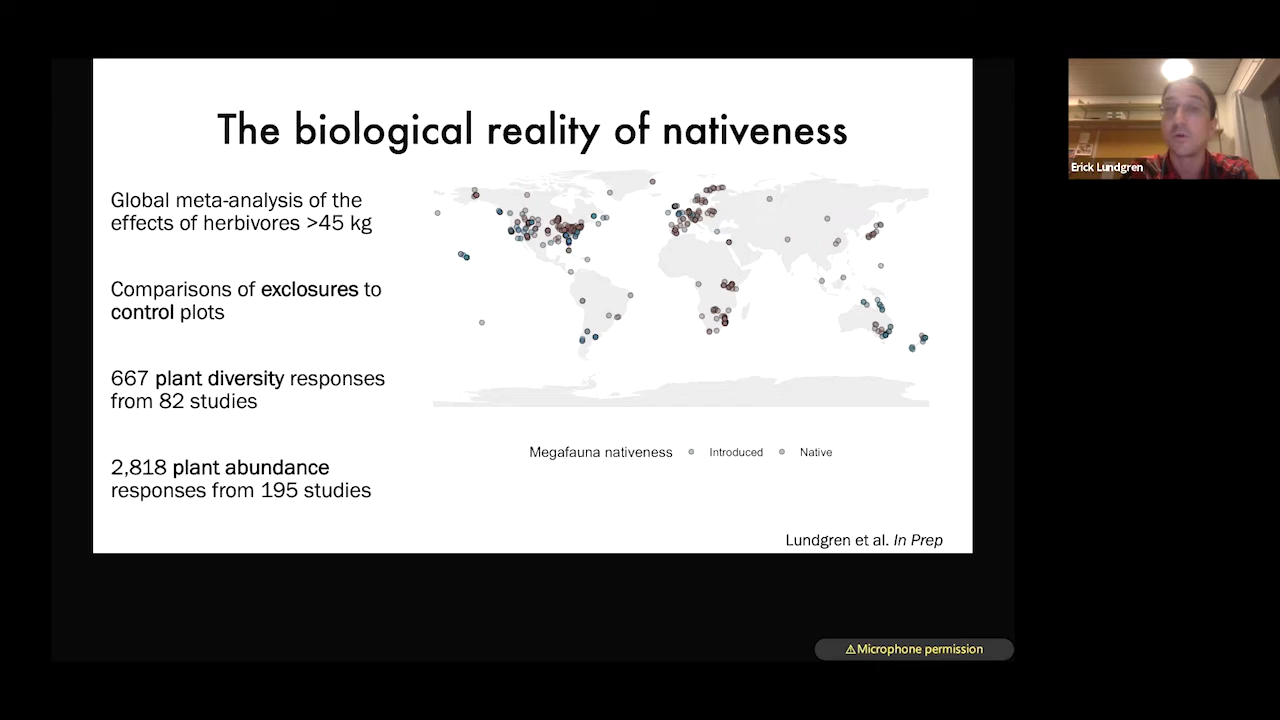 The biological reality of nativeness
Global meta-analysis of the
effects of herbivores >45 kg
Comparisons of exclosures to
control plots
667 plant diversity responses
from 82 studies
2,818 plant abundance
responses from 195 studies
Megafauna nativeness Introduced Native
Lundgren et al. In Prep
Erick Lundgren
⚠Microphone permission